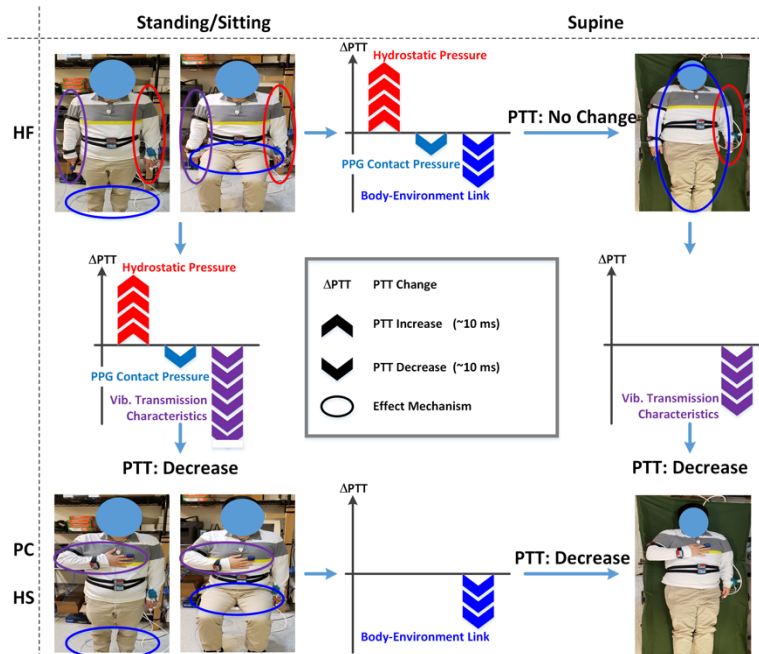 Standing/Sitting
Supine
HF
ΔPTT
Hydrostatic Pressure
PPG Contact Pressure
Body-Environment Link
PTT: No Change
ΔPTT
Hydrostatic Pressure
PPG Contact Pressure
Vib. Transmission
Characteristics
PTT: Decrease
ΔPTT PTT Change
PTT Increase (~10 ms)
PTT Decrease (~10 ms)
Effect Mechanism
ΔPTT
Vib. Transmission
Characteristics
PTT: Decrease
PC
HS
ΔPTT
Body-Environment Link
PTT: Decrease